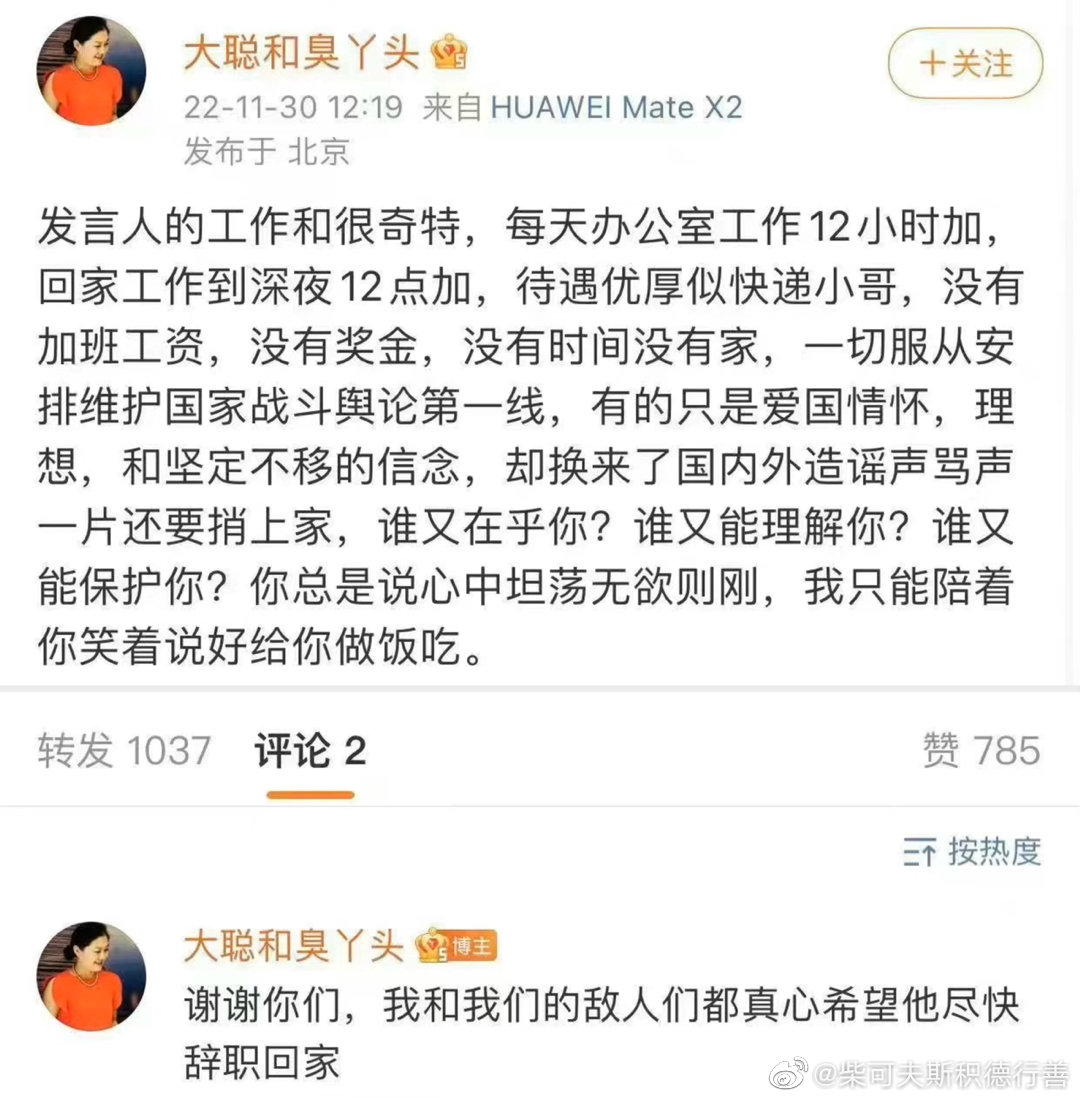 大聪和臭丫头
+关注
22-11-30 12:19 来自 HUAWEI Mate X2
发布于 北京
发言人的工作和很奇特，每天办公室工作12小时加，
回家工作到深夜12点加，待遇优厚似快递小哥，没有
加班工资，没有奖金，没有时间没有家，一切服从安
排维护国家战斗舆论第一线，有的只是爱国情怀，理
想，和坚定不移的信念，却换来了国内外造谣声骂声
一片还要捎上家，谁又在乎你？谁又能理解你？谁又
能保护你？你总是说心中坦荡无欲则刚，我只能陪着
你笑着说好给你做饭吃。
转发 1037 评论 2 赞 785
按热度
大聪和臭丫头 5 博主
谢谢你们，我和我们的敌人们都真心希望他尽快
辞职回家
@柴可夫斯积德行善